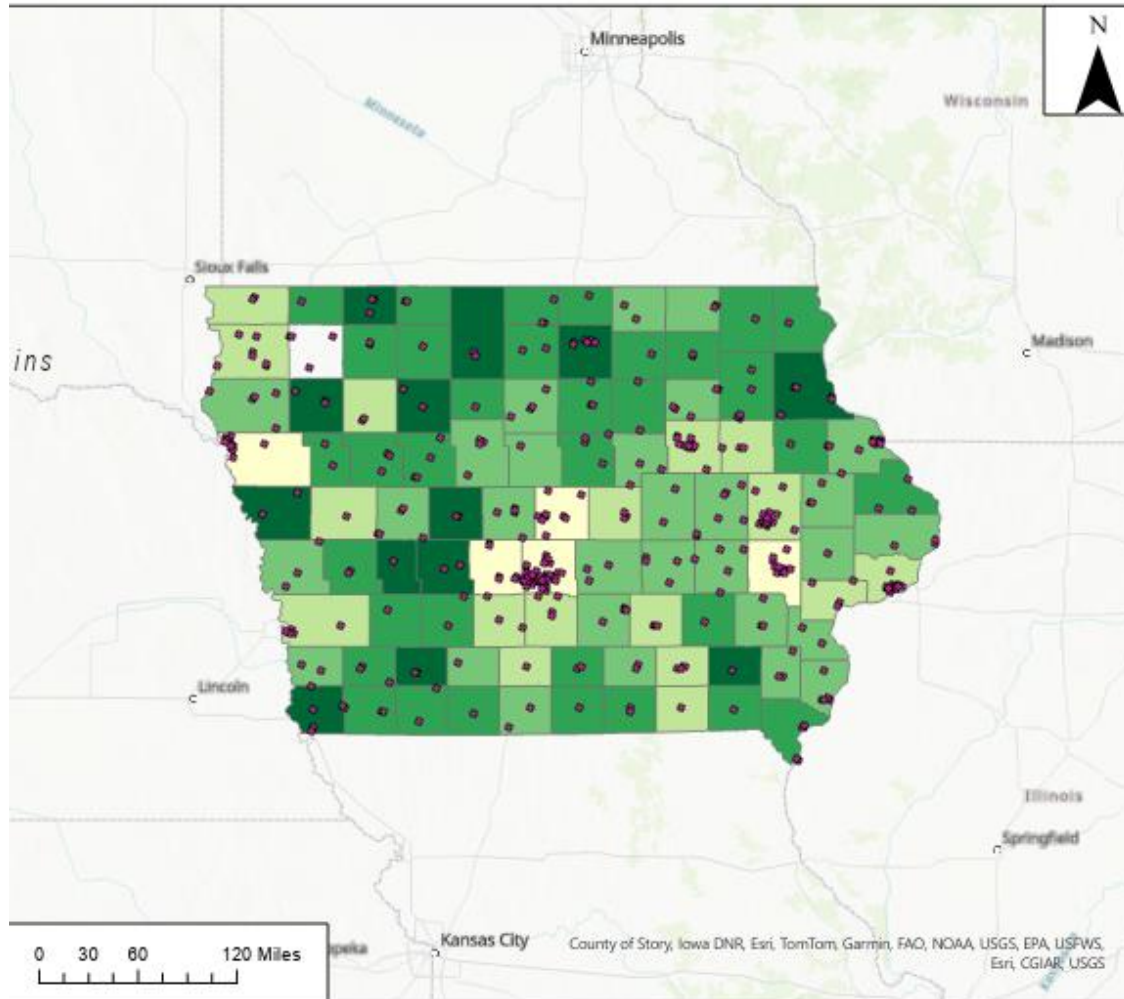 N
Minneapolis
Minnesota
Wisconsin
Sioux Falls
Madison
ins
Lincoln
Illinois
Springfield
0 30 60 120 Miles
peka
Kansas City
County of Story, Iowa DNR, Esri, TomTom, Garmin, FAO, NOAA, USGS, EPA, USFWS,
Esri, CGIAR, USGS